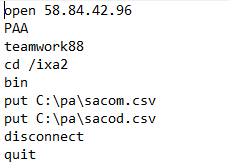 open 58.84.42.96
PAA
teamwork88
cd /ixa2
bin
put C:\pa\sacom.csv
put C:\pa\sacod.csv
disconnect
quit